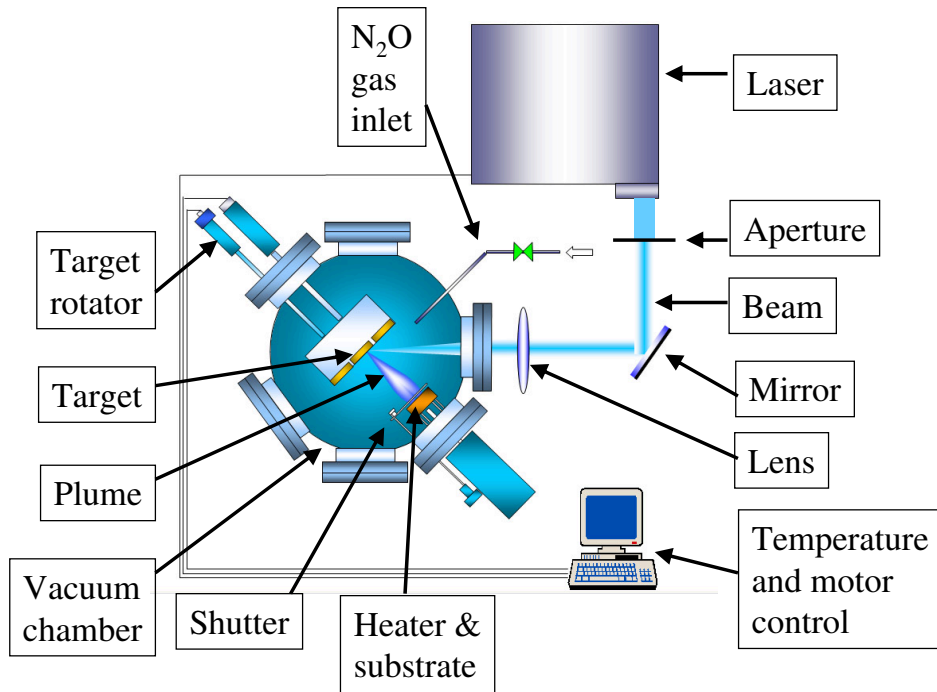 N₂O
gas
inlet
Laser
Aperture
Beam
Mirror
Lens
Target
rotator
Target
Plume
Vacuum
chamber
Shutter
Heater &
substrate
Temperature
and motor
control